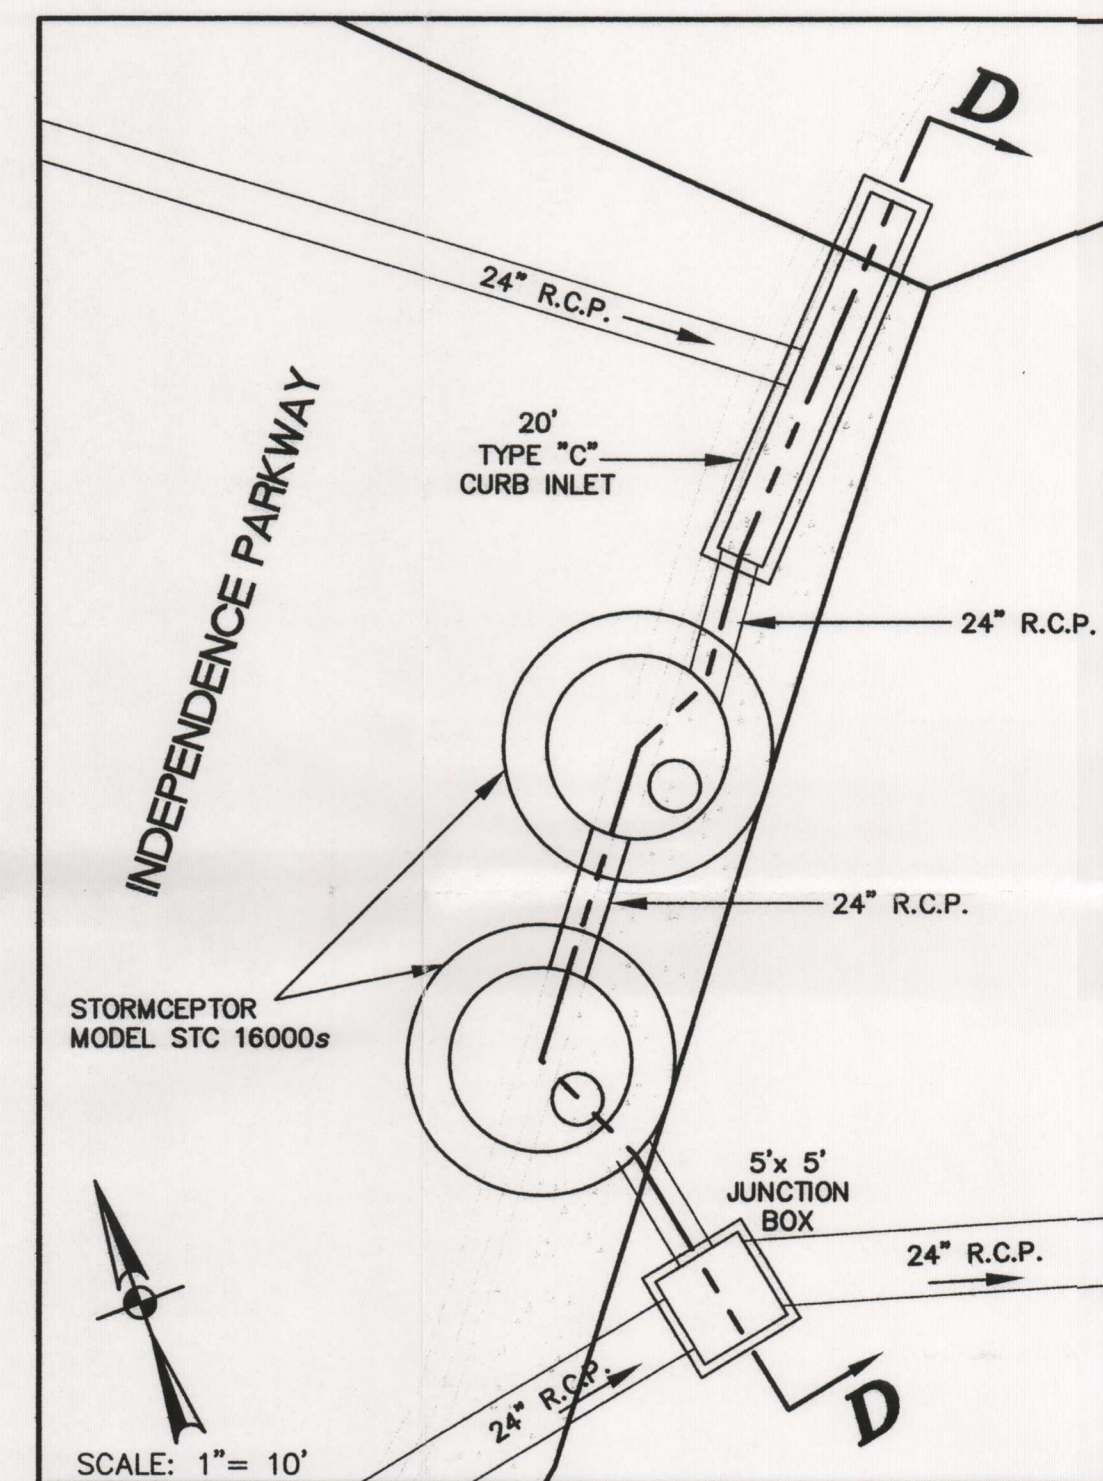 D
24" R.C.P.
20'
TYPE "C"
CURB INLET
INDEPENDENCE PARKWAY
24" R.C.P.
24" R.C.P.
STORMCEPTOR
MODEL STC 16000s
5'x 5'
JUNCTION
BOX
24" R.C.P.
24" R.C.P.
D
SCALE: 1"= 10'